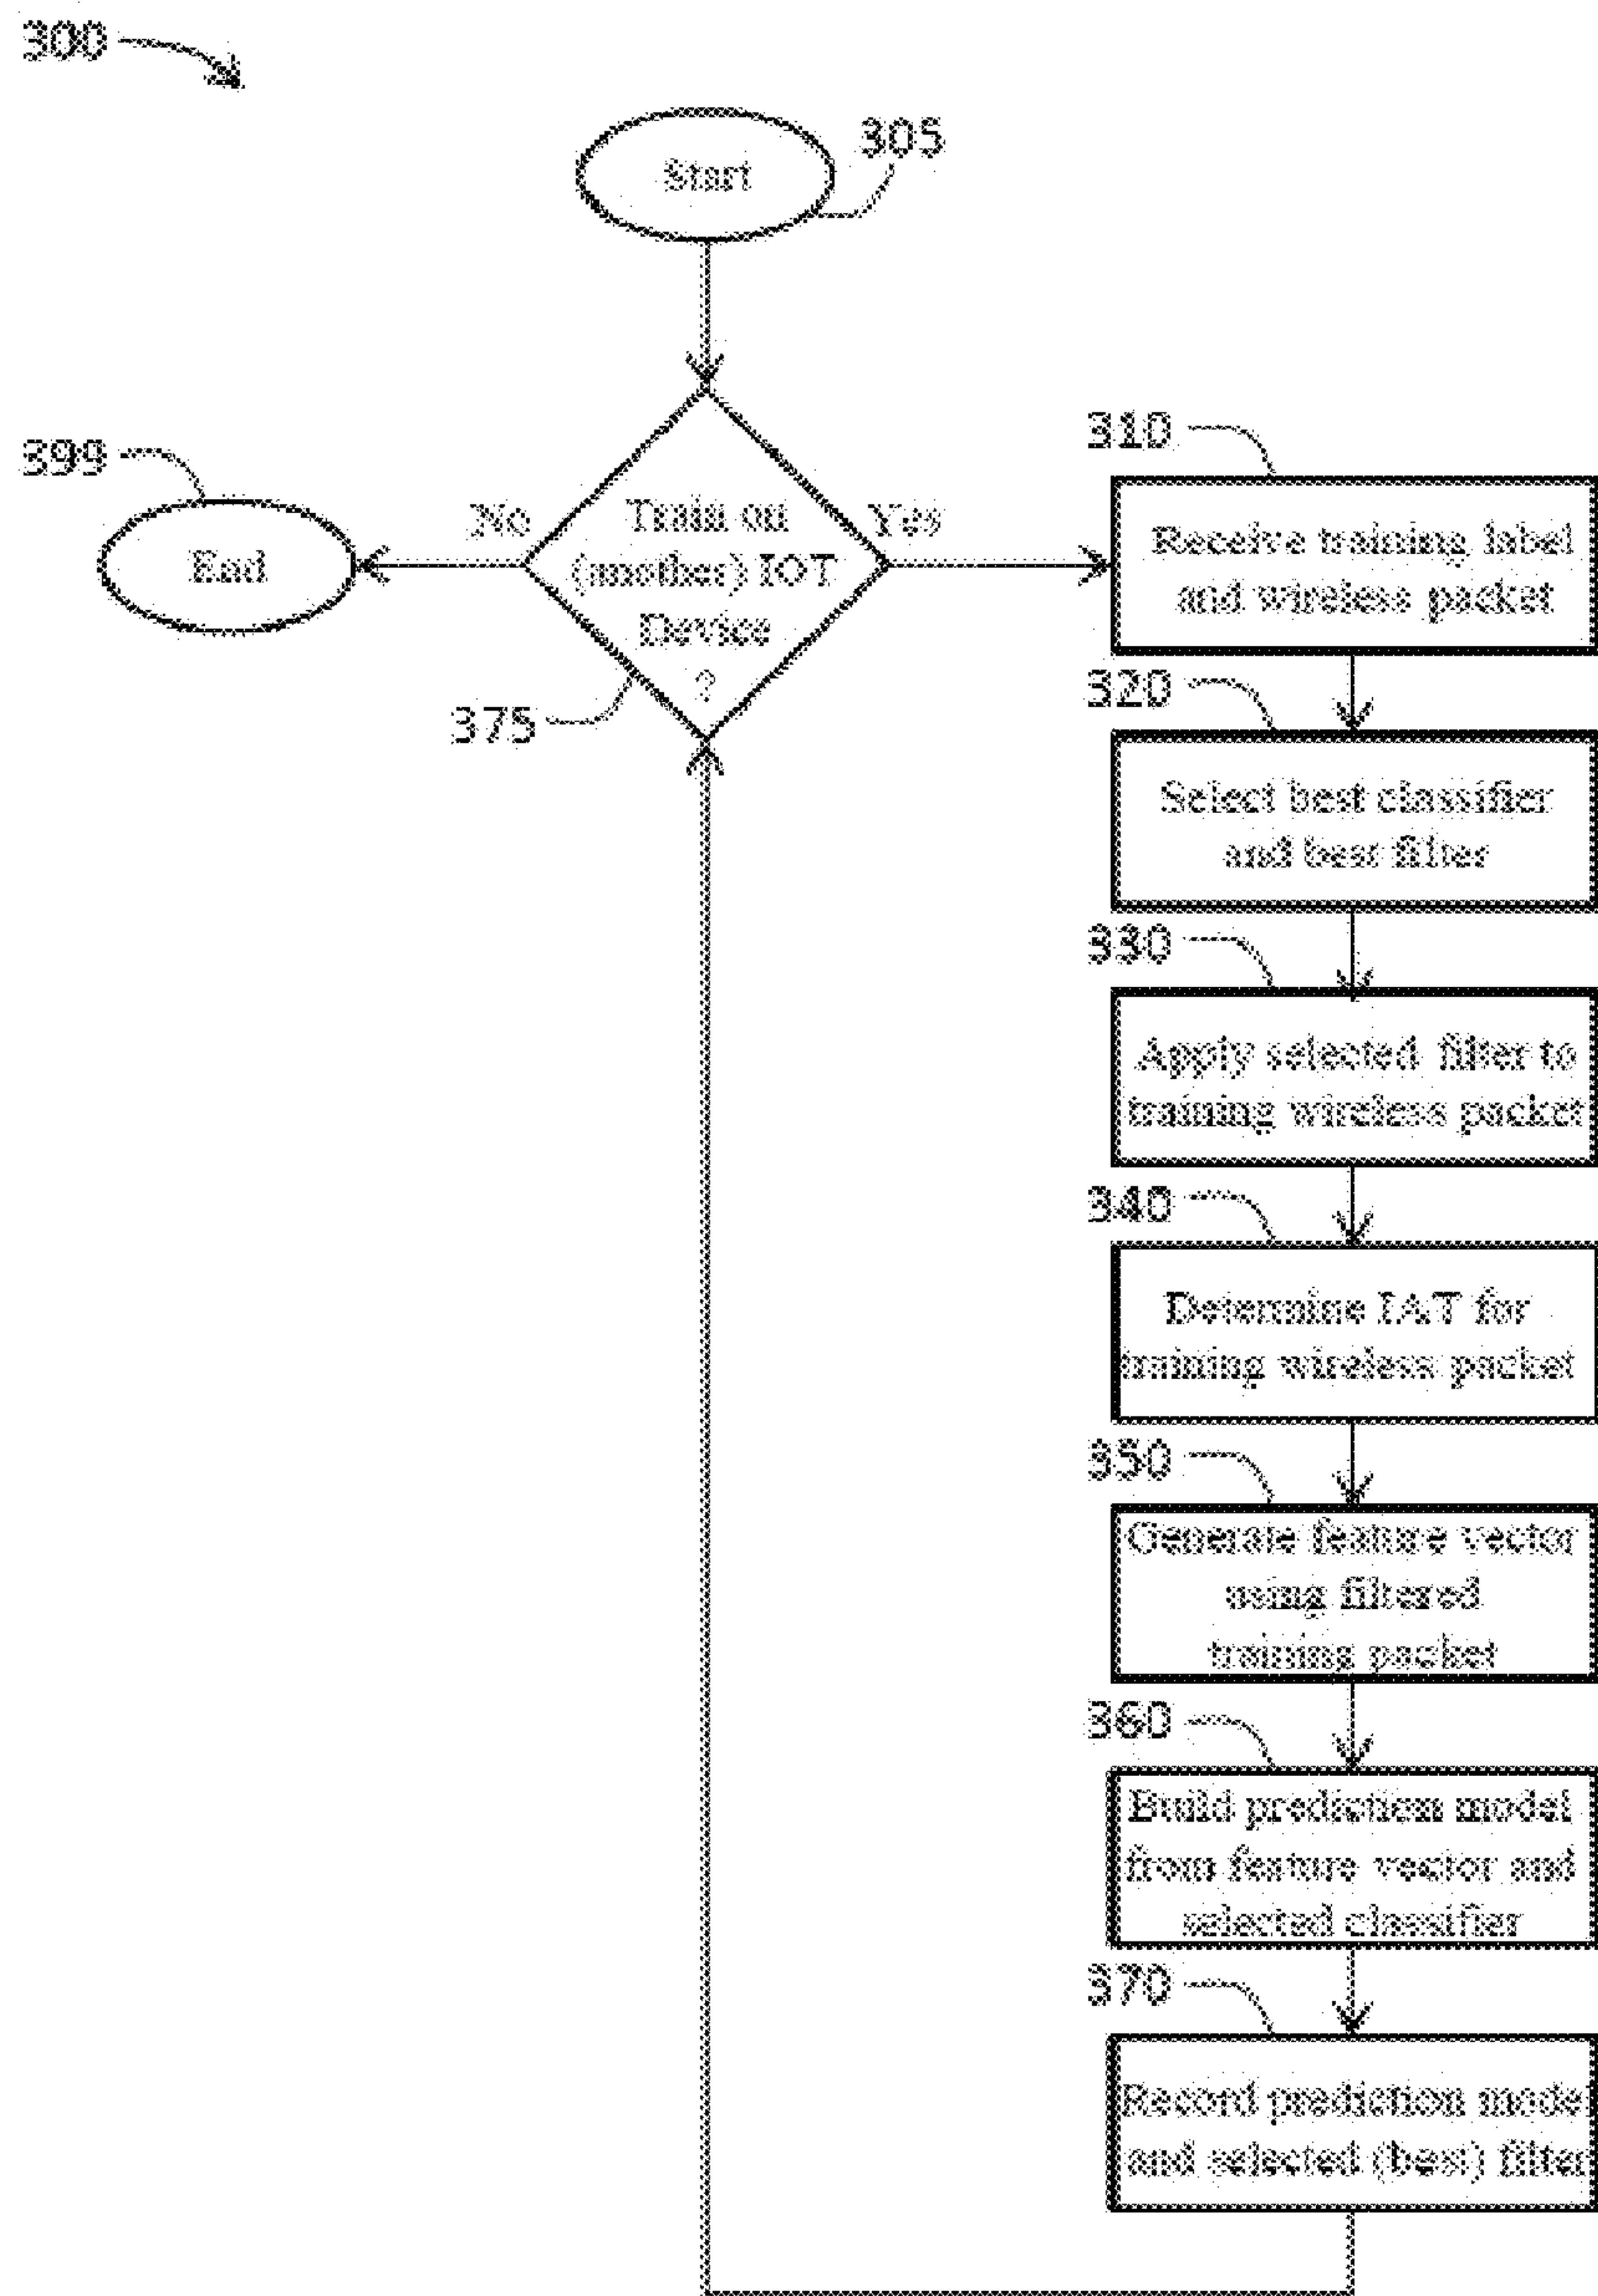 300
305
Start
399
310
No
Train on
Yes
(another) IOT
Device
?
End
Receive training label
and wireless packet
375
320
Select best classifier
and best filter
330
Apply selected filter to
training wireless packet
340
Determine IAT for
training wireless packet
350
Generate feature vector
using filtered
training packet
360
Build prediction model
from feature vector and
selected classifier
370
Record prediction model
and selected (best) filter